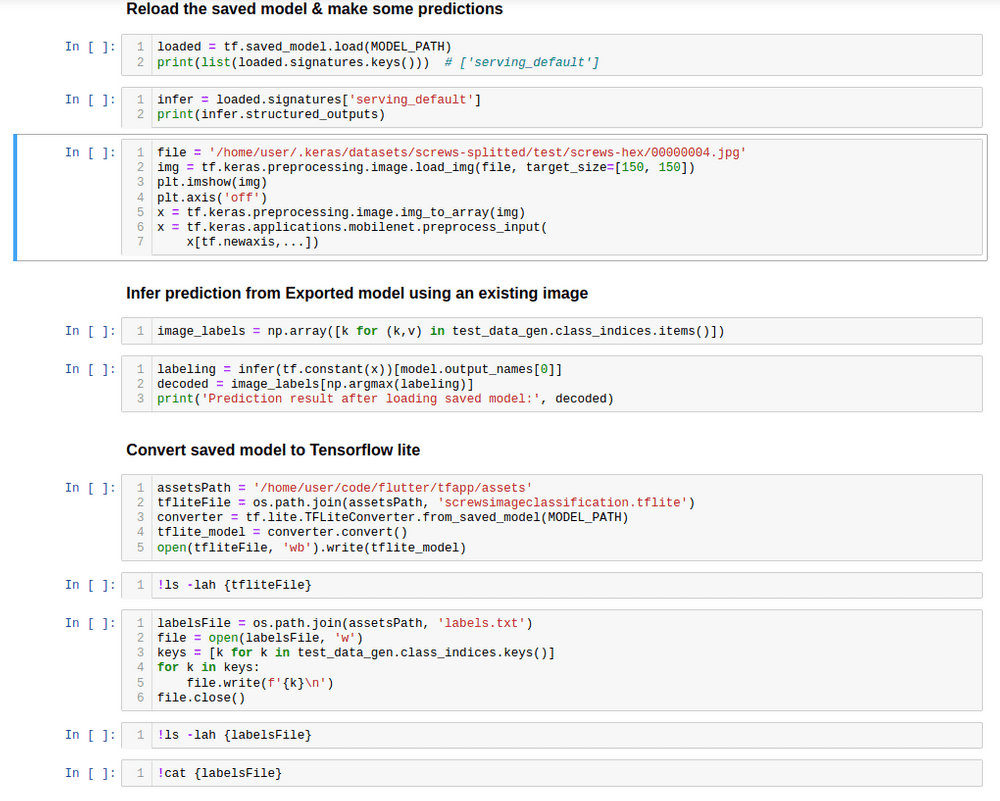 Reload the saved model & make some predictions
In [ ]:
1 loaded = tf.saved_model.load(MODEL_PATH)
2 print(list(loaded.signatures.keys()))  # ['serving_default']
In [ ]:
1 infer = loaded.signatures['serving_default']
2 print(infer.structured_outputs)
In [ ]:
1 file = '/home/user/.keras/datasets/screws-splitted/test/screws-hex/00000004.jpg'
2 img = tf.keras.preprocessing.image.load_img(file, target_size=[150, 150])
3 plt.imshow(img)
4 plt.axis('off')
5 x = tf.keras.preprocessing.image.img_to_array(img)
6 x = tf.keras.applications.mobilenet.preprocess_input(
7     x[tf.newaxis,...])
Infer prediction from Exported model using an existing image
In [ ]:
1 image_labels = np.array([k for (k,v) in test_data_gen.class_indices.items()])
In [ ]:
1 labeling = infer(tf.constant(x))[model.output_names[0]]
2 decoded = image_labels[np.argmax(labeling)]
3 print('Prediction result after loading saved model:', decoded)
Convert saved model to Tensorflow lite
In [ ]:
1 assetsPath = '/home/user/code/flutter/tfapp/assets'
2 tfliteFile = os.path.join(assetsPath, 'screwsimageclassification.tflite')
3 converter = tf.lite.TFLiteConverter.from_saved_model(MODEL_PATH)
4 tflite_model = converter.convert()
5 open(tfliteFile, 'wb').write(tflite_model)
In [ ]:
1 !ls -lah {tfliteFile}
In [ ]:
1 labelsFile = os.path.join(assetsPath, 'labels.txt')
2 file = open(labelsFile, 'w')
3 keys = [k for k in test_data_gen.class_indices.keys()]
4 for k in keys:
5     file.write(f'{k}\n')
6 file.close()
In [ ]:
1 !ls -lah {labelsFile}
In [ ]:
1 !cat {labelsFile}